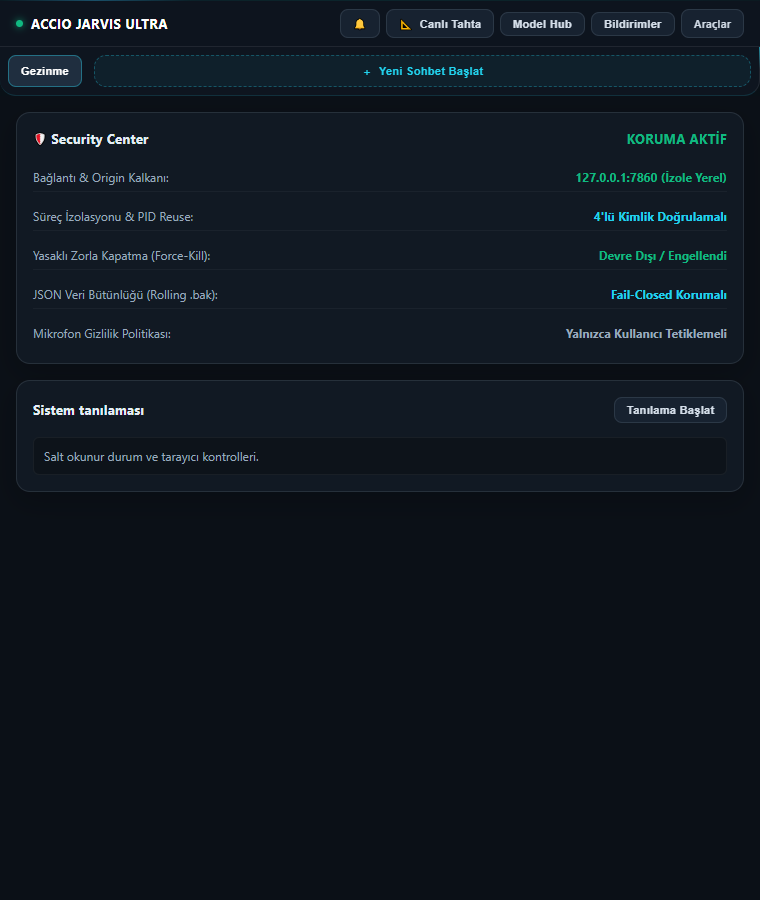 ACCIO JARVIS ULTRA
Canlı Tahta
Model Hub
Bildirimler
Araçlar
Gezinme
+ Yeni Sohbet Başlat
Security Center
KORUMA AKTİF
Bağlantı & Origin Kalkanı:
127.0.0.1:7860 (İzole Yerel)
Süreç İzolasyonu & PID Reuse:
4'lü Kimlik Doğrulamalı
Yasaklı Zorla Kapatma (Force-Kill):
Devre Dışı / Engellendi
JSON Veri Bütünlüğü (Rolling .bak):
Fail-Closed Korumalı
Mikrofon Gizlilik Politikası:
Yalnızca Kullanıcı Tetiklemeli
Sistem tanılaması
Tanılama Başlat
Salt okunur durum ve tarayıcı kontrolleri.